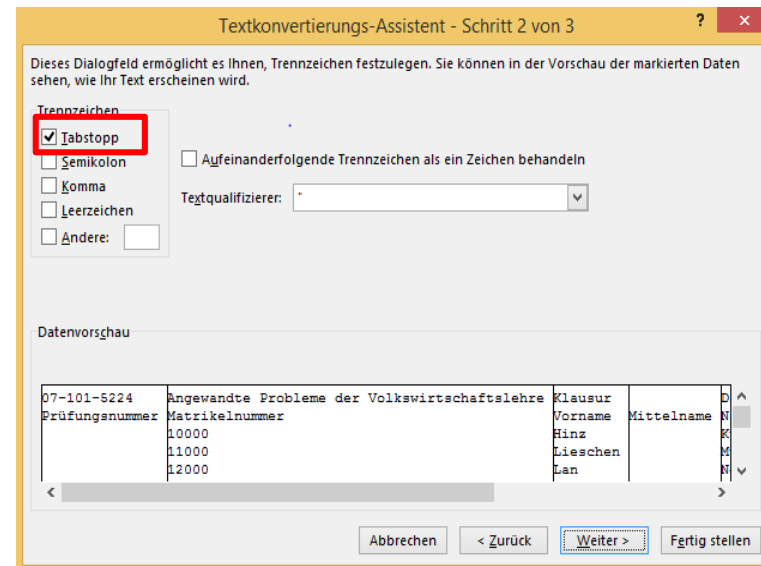 Textkonvertierungs-Assistent - Schritt 2 von 3
Dieses Dialogfeld ermöglicht es Ihnen, Trennzeichen festzulegen. Sie können in der Vorschau der markierten Daten
sehen, wie Ihr Text erscheinen wird.
Trennzeichen
Tabstopp
Semikolon
Komma
Leerzeichen
Andere:
Aufeinanderfolgende Trennzeichen als ein Zeichen behandeln
Textqualifizierer: "
Datenvorschau
07-101-5224 Angewandte Probleme der Volkswirtschaftslehre Klausur D
Prüfungsnummer Matrikelnummer Vorname Mittelname N
10000 Hinz K
11000 Lieschen M
12000 Lan N
Abbrechen < Zurück Weiter > Fertig stellen